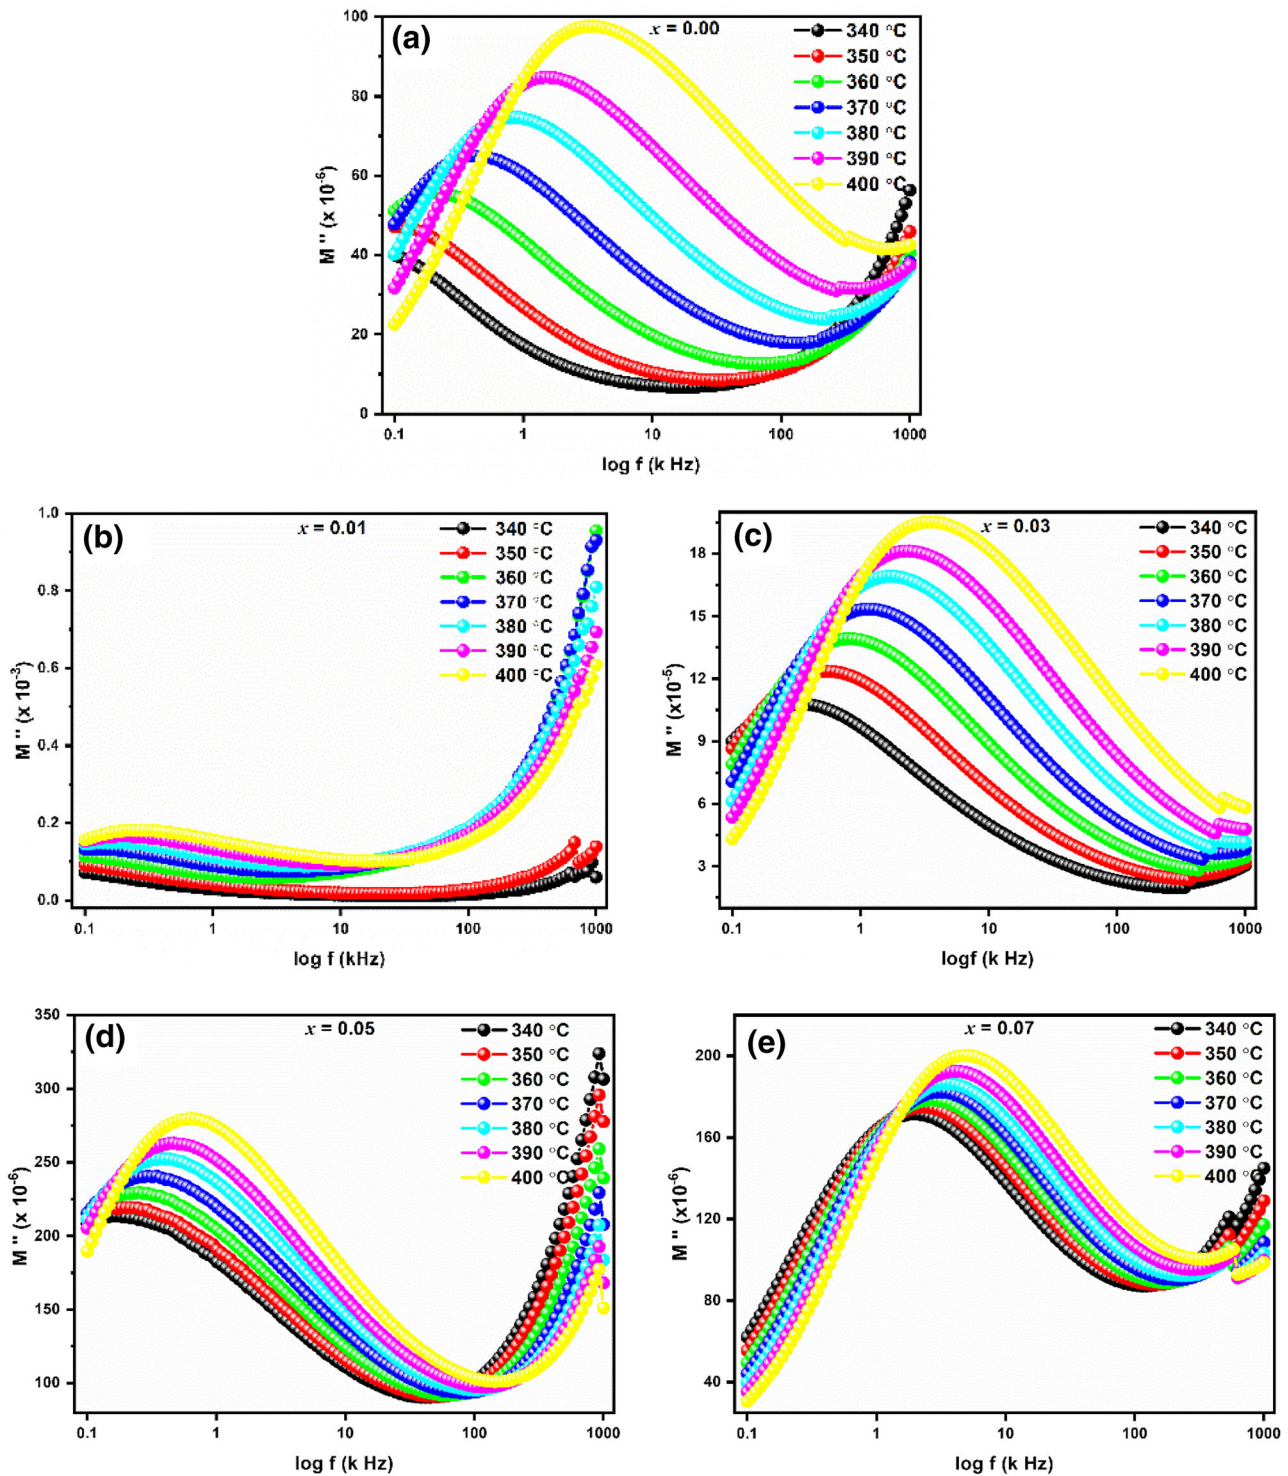 (a)
x = 0.00
340 °C
350 °C
360 °C
370 °C
380 °C
390 °C
400 °C
M '' (x 10⁻⁶)
100
80
60
40
20
0
0.1 1 10 100 1000
log f (k Hz)
(b)
x = 0.01
340 °C
350 °C
360 °C
370 °C
380 °C
390 °C
400 °C
M '' (x 10⁻³)
1.0
0.8
0.6
0.4
0.2
0.0
0.1 1 10 100 1000
log f (kHz)
(c)
x = 0.03
340 °C
350 °C
360 °C
370 °C
380 °C
390 °C
400 °C
M '' (x10⁻⁵)
18
15
12
9
6
3
0.1 1 10 100 1000
logf (k Hz)
(d)
x = 0.05
340 °C
350 °C
360 °C
370 °C
380 °C
390 °C
400 °C
M '' (x 10⁻⁶)
350
300
250
200
150
100
0.1 1 10 100 1000
log f (k Hz)
(e)
x = 0.07
340 °C
350 °C
360 °C
370 °C
380 °C
390 °C
400 °C
M '' (x10⁻⁶)
200
160
120
80
40
0.1 1 10 100 1000
log f (k Hz)